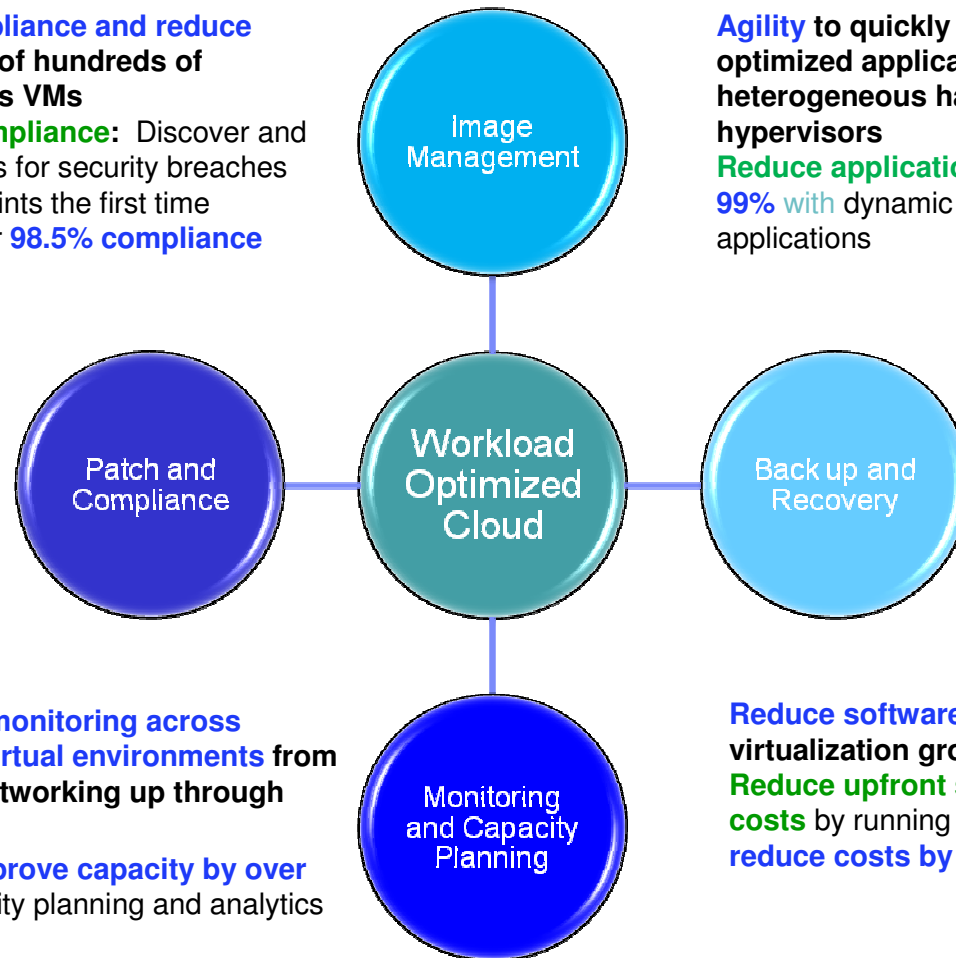 pliance and reduce
of hundreds of
s VMs
mpliance: Discover and
s for security breaches
ints the first time
r 98.5% compliance
Image
Management
Agility to quickly
optimized applica
heterogeneous ha
hypervisors
Reduce applicatio
99% with dynamic
applications
Patch and
Compliance
Workload
Optimized
Cloud
Back up and
Recovery
monitoring across
irtual environments from
tworking up through
prove capacity by over
ity planning and analytics
Monitoring
and Capacity
Planning
Reduce software
virtualization gro
Reduce upfront s
costs by running
reduce costs by